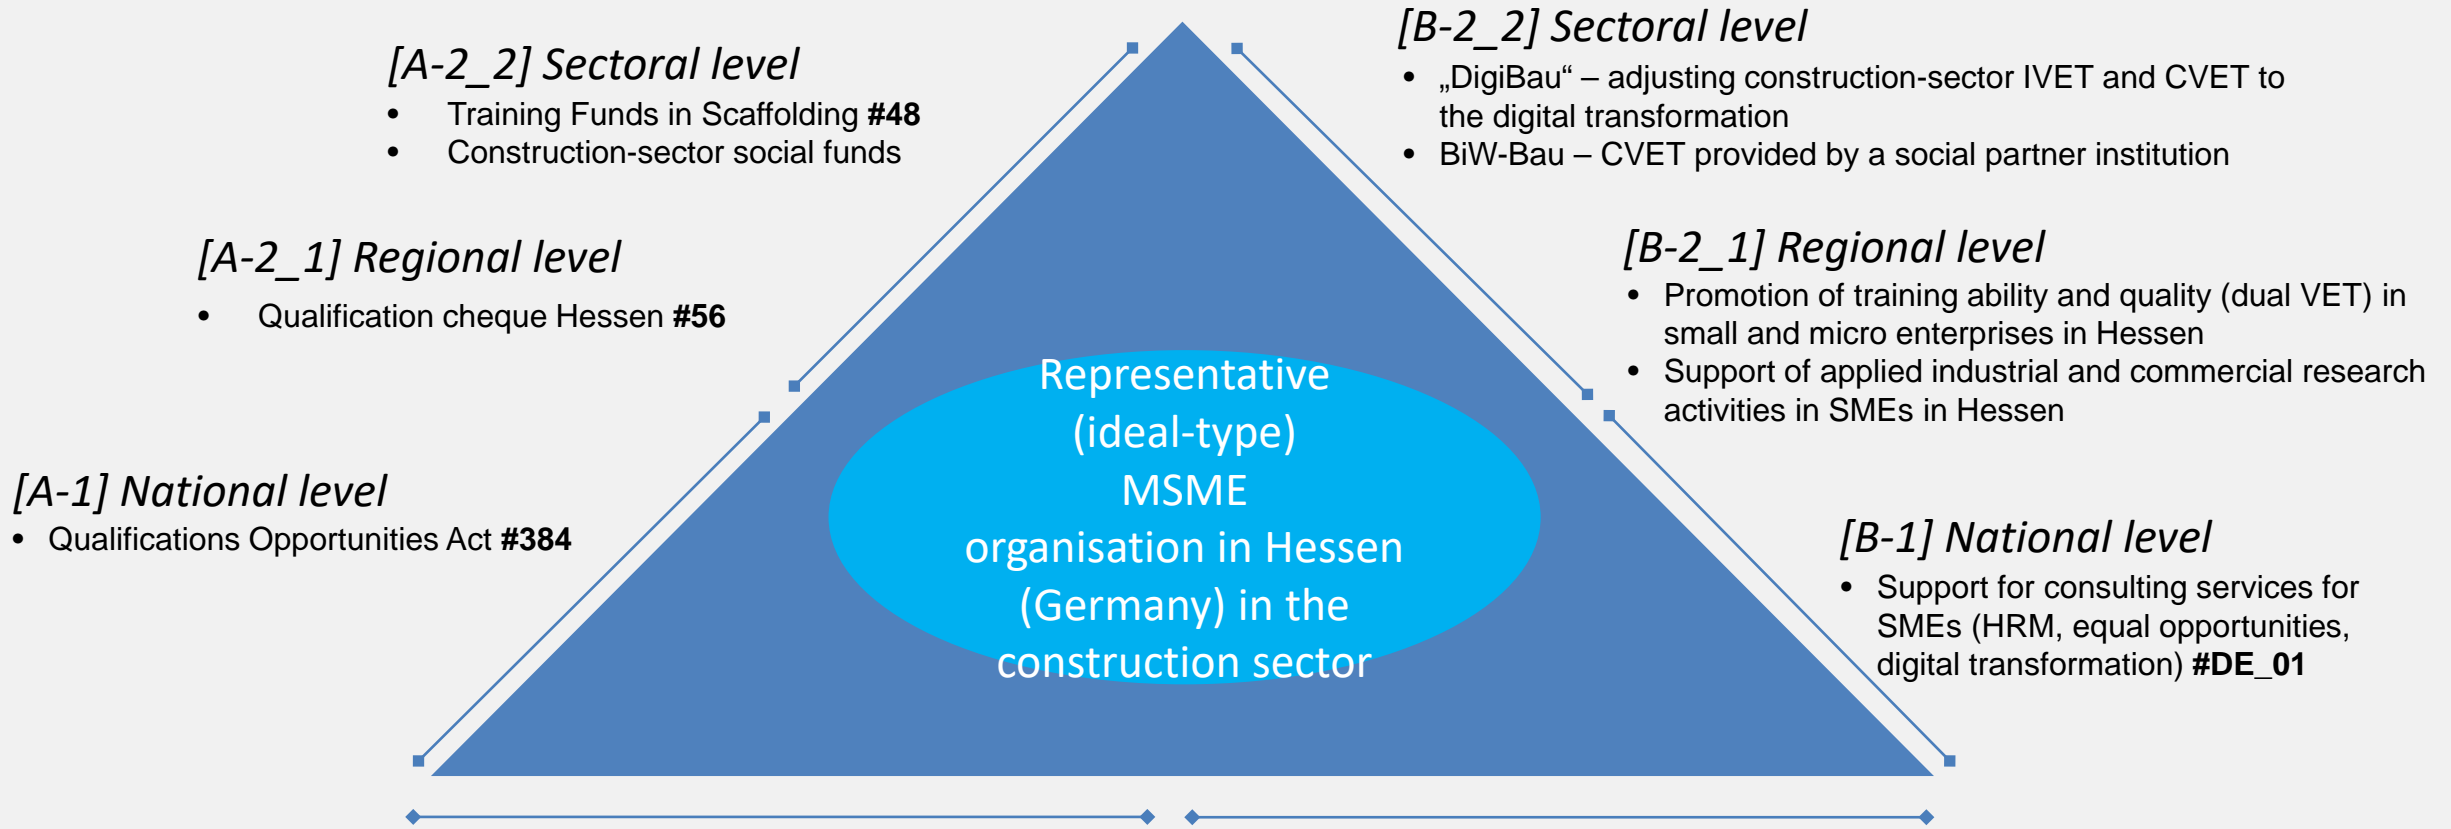 [A-2_2] Sectoral level
• Training Funds in Scaffolding #48
• Construction-sector social funds
[A-2_1] Regional level
• Qualification cheque Hessen #56
[A-1] National level
• Qualifications Opportunities Act #384
Representative
(ideal-type)
MSME
organisation in Hessen
(Germany) in the
construction sector
[B-2_2] Sectoral level
• „DigiBau“ – adjusting construction-sector IVET and CVET to
the digital transformation
• BiW-Bau – CVET provided by a social partner institution
[B-2_1] Regional level
• Promotion of training ability and quality (dual VET) in
small and micro enterprises in Hessen
• Support of applied industrial and commercial research
activities in SMEs in Hessen
[B-1] National level
• Support for consulting services for
SMEs (HRM, equal opportunities,
digital transformation) #DE_01